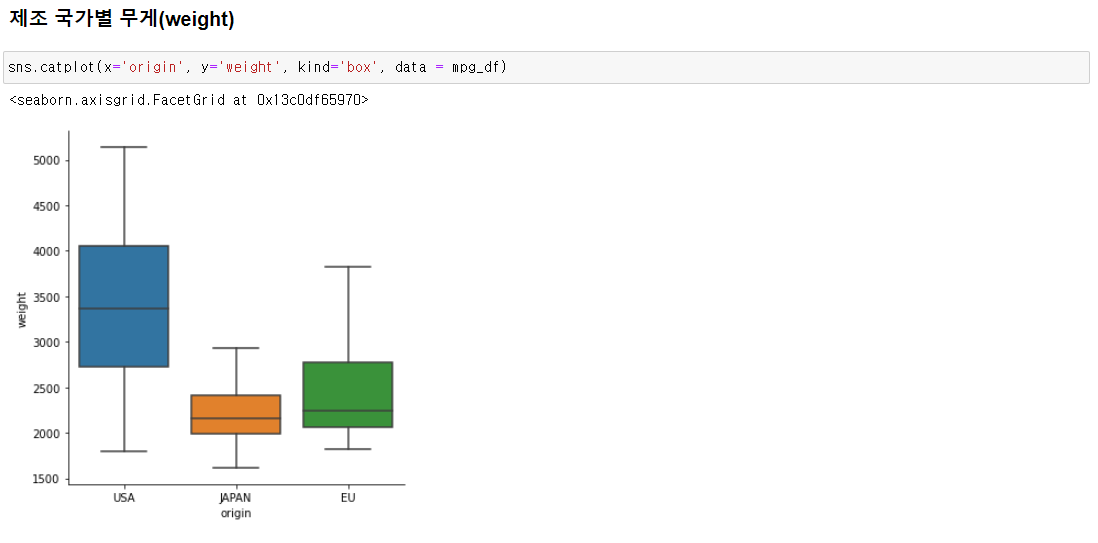 제조 국가별 무게(weight)
sns.catplot(x='origin', y='weight', kind='box', data = mpg_df)
<seaborn.axisgrid.FacetGrid at 0x13c0df65970>
5000
4500
4000
3500
3000
2500
2000
1500
weight
USA JAPAN EU
origin